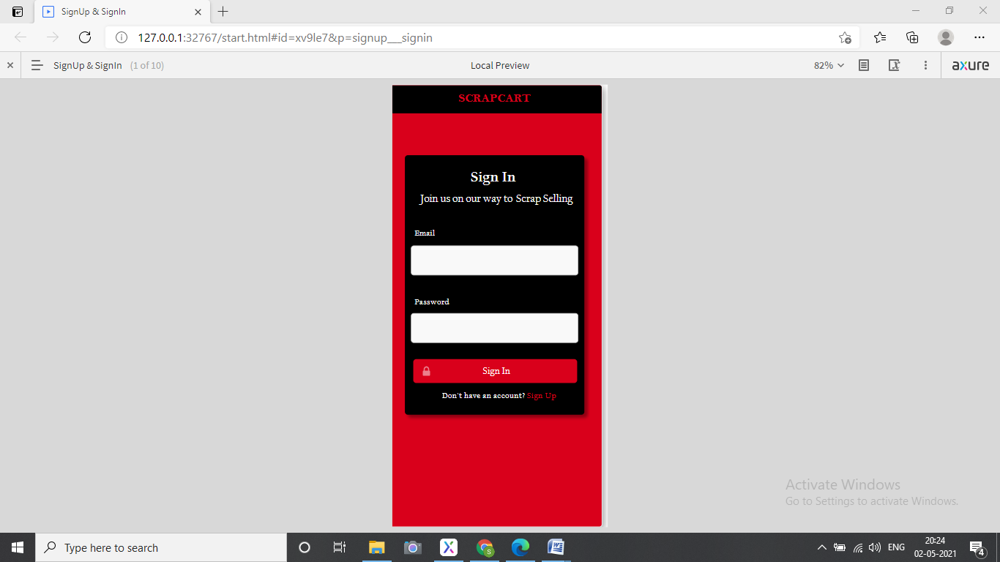 SignUp & SignIn
127.0.0.1:32767/start.html#id=xv9le7&p=signup___signin
SignUp & SignIn (1 of 10)
Local Preview
82%
axure
SCRAPCART
Sign In
Join us on our way to Scrap Selling
Email
Password
Sign In
Don't have an account? Sign Up
Activate Windows
Go to Settings to activate Windows.
Type here to search
ENG
20:24
02-05-2021
4